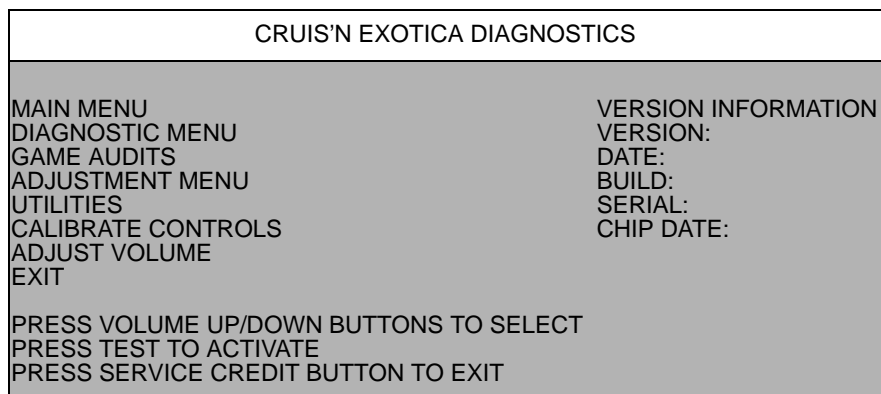 CRUIS'N EXOTICA DIAGNOSTICS
MAIN MENU
DIAGNOSTIC MENU
GAME AUDITS
ADJUSTMENT MENU
UTILITIES
CALIBRATE CONTROLS
ADJUST VOLUME
EXIT
VERSION INFORMATION
VERSION:
DATE:
BUILD:
SERIAL:
CHIP DATE:
PRESS VOLUME UP/DOWN BUTTONS TO SELECT
PRESS TEST TO ACTIVATE
PRESS SERVICE CREDIT BUTTON TO EXIT